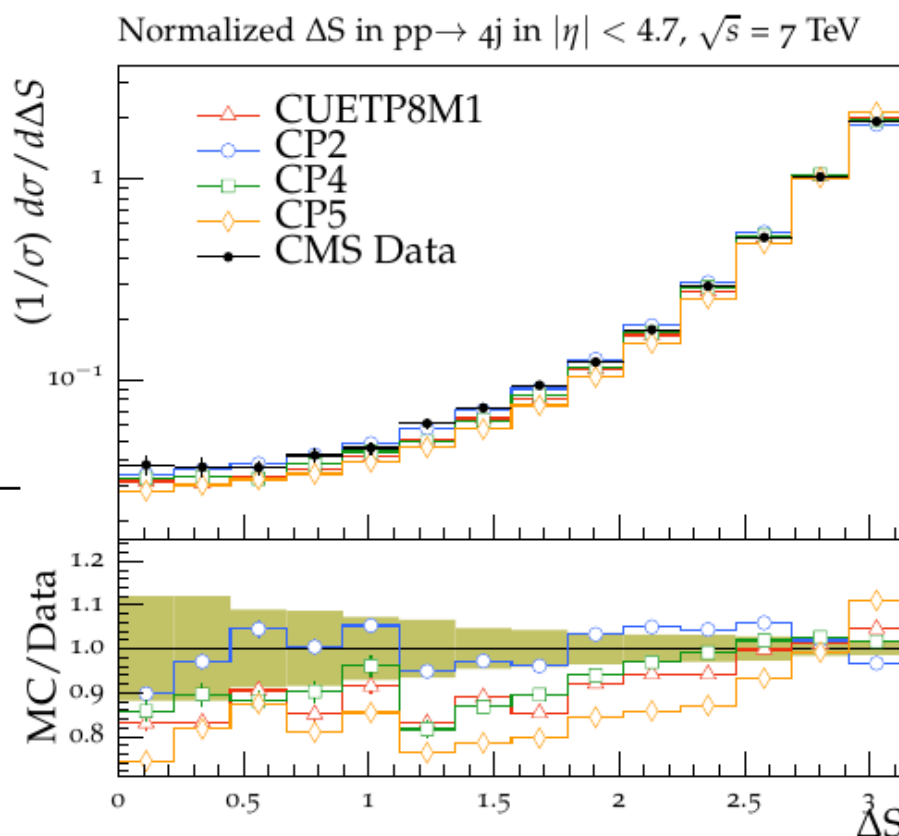 Normalized ΔS in pp→ 4j in |η| < 4.7, √s = 7 TeV
(1/σ) dσ/dΔS
CUETP8M1
CP2
CP4
CP5
CMS Data
1
10⁻¹
MC/Data
1.2
1.1
1.0
0.9
0.8
0 0.5 1 1.5 2 2.5 3
ΔS